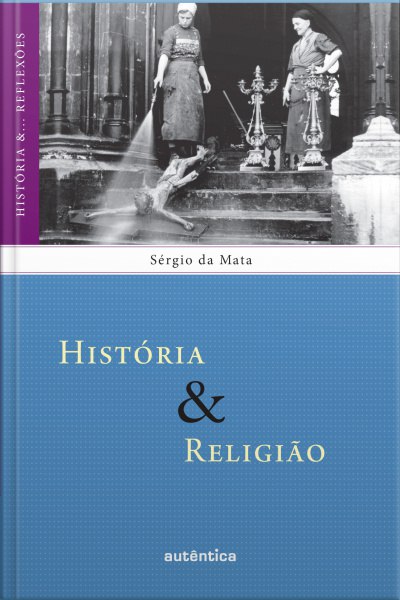 HISTÓRIA &... REFLEXÕES
Sérgio da Mata
HISTÓRIA
&
RELIGIÃO
autêntica